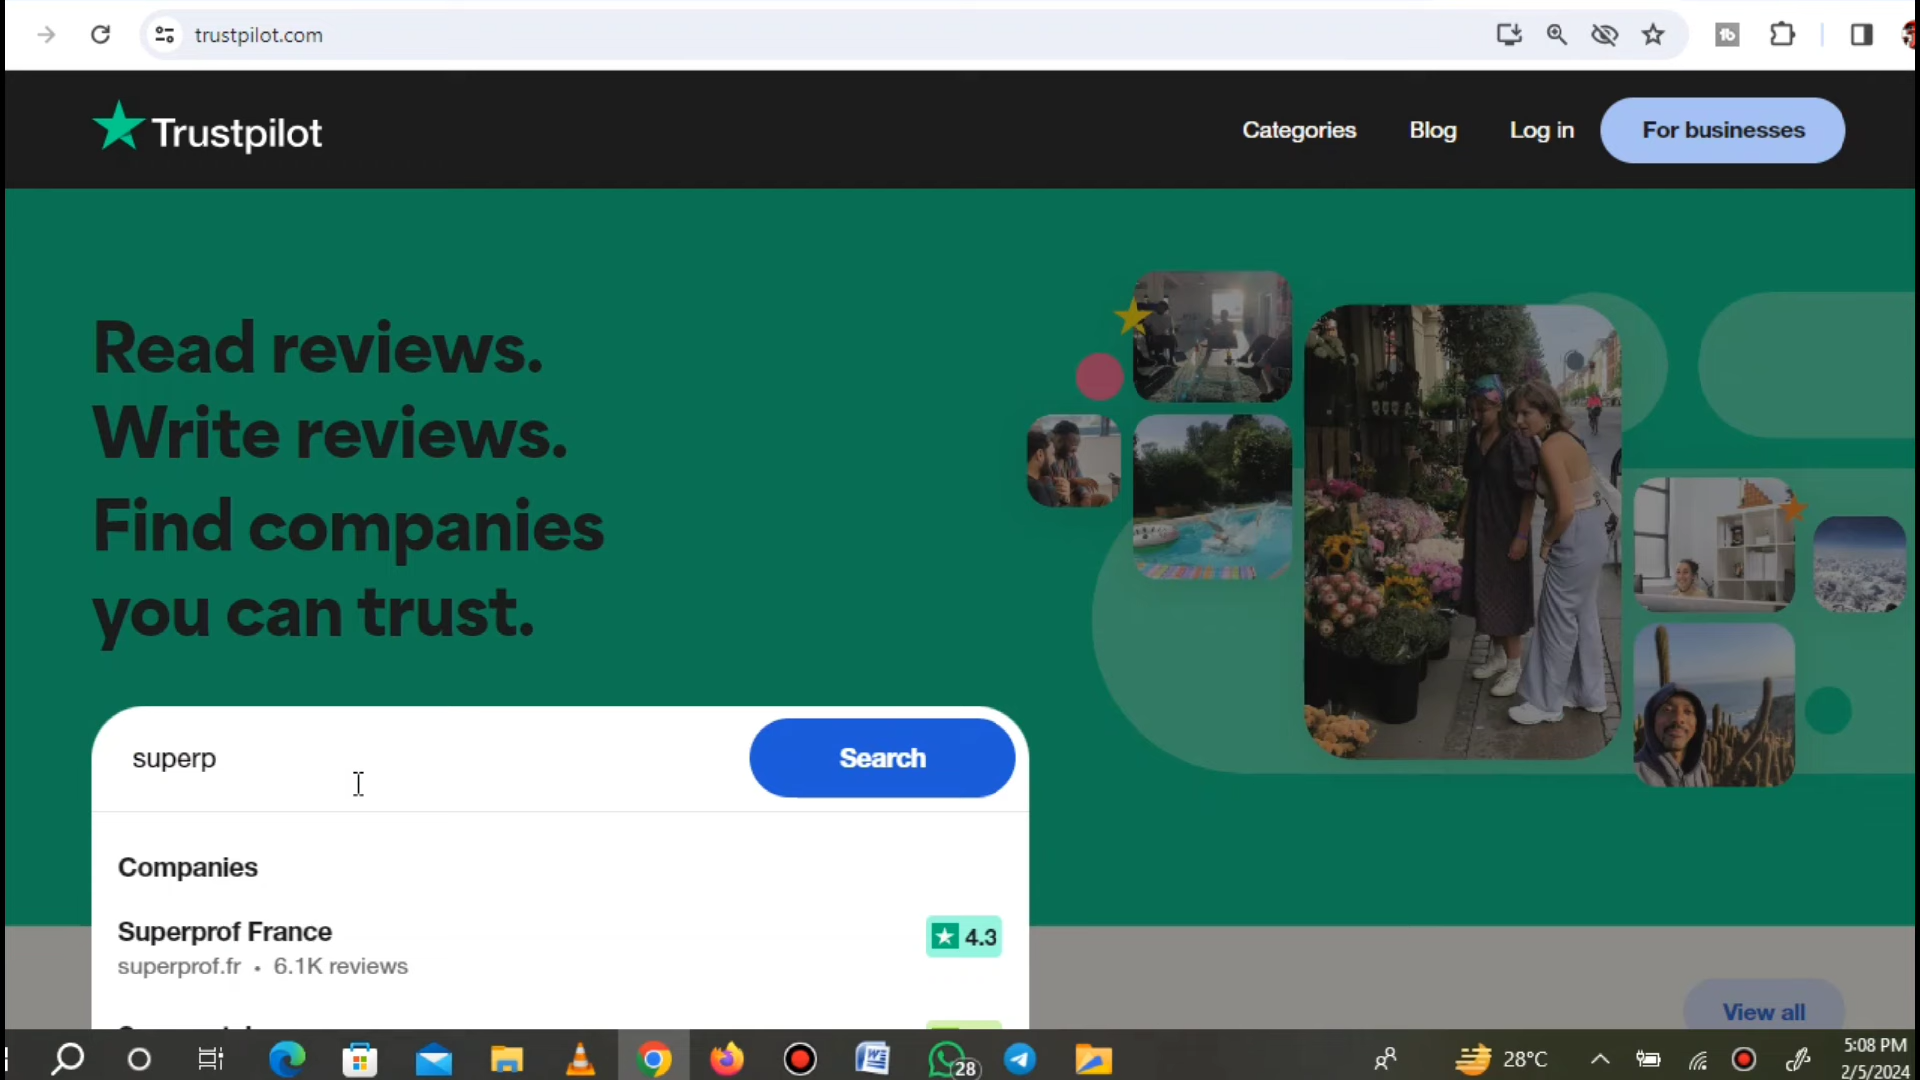 trustpilot.com
Trustpilot
Categories
Blog
Log in
For businesses
Read reviews.
Write reviews.
Find companies
you can trust.
superp
Search
Companies
Superprof France
4.3
superprof.fr • 6.1K reviews
View all
28
28°C
5:08 PM
2/5/2024